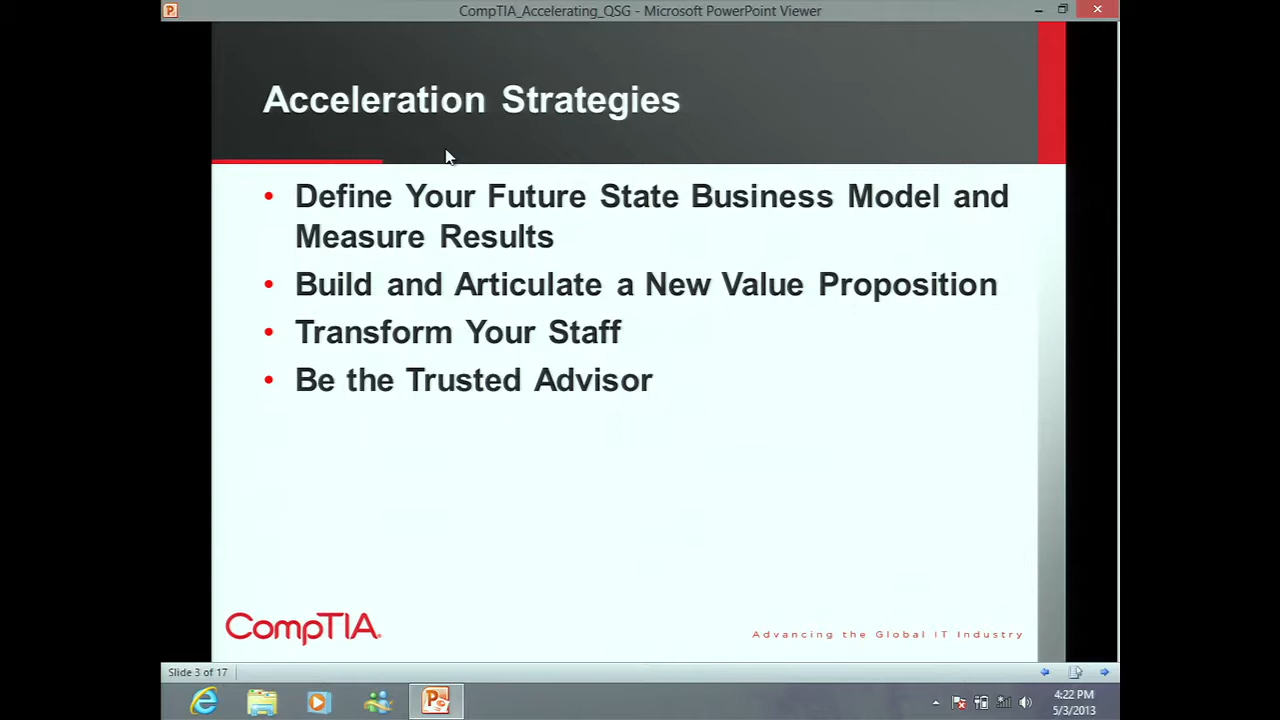 CompTIA_Accelerating_QSG - Microsoft PowerPoint Viewer
Acceleration Strategies
• Define Your Future State Business Model and
Measure Results
• Build and Articulate a New Value Proposition
• Transform Your Staff
• Be the Trusted Advisor
CompTIA.
Advancing the Global IT Industry
Slide 3 of 17
4:22 PM
5/3/2013